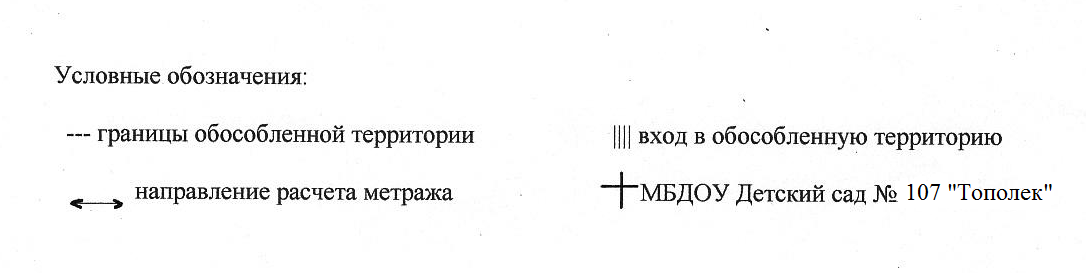 Условные обозначения:
--- границы обособленной территории
|||| вход в обособленную территорию
направление расчета метража
МБДОУ Детский сад № 107 "Тополек"